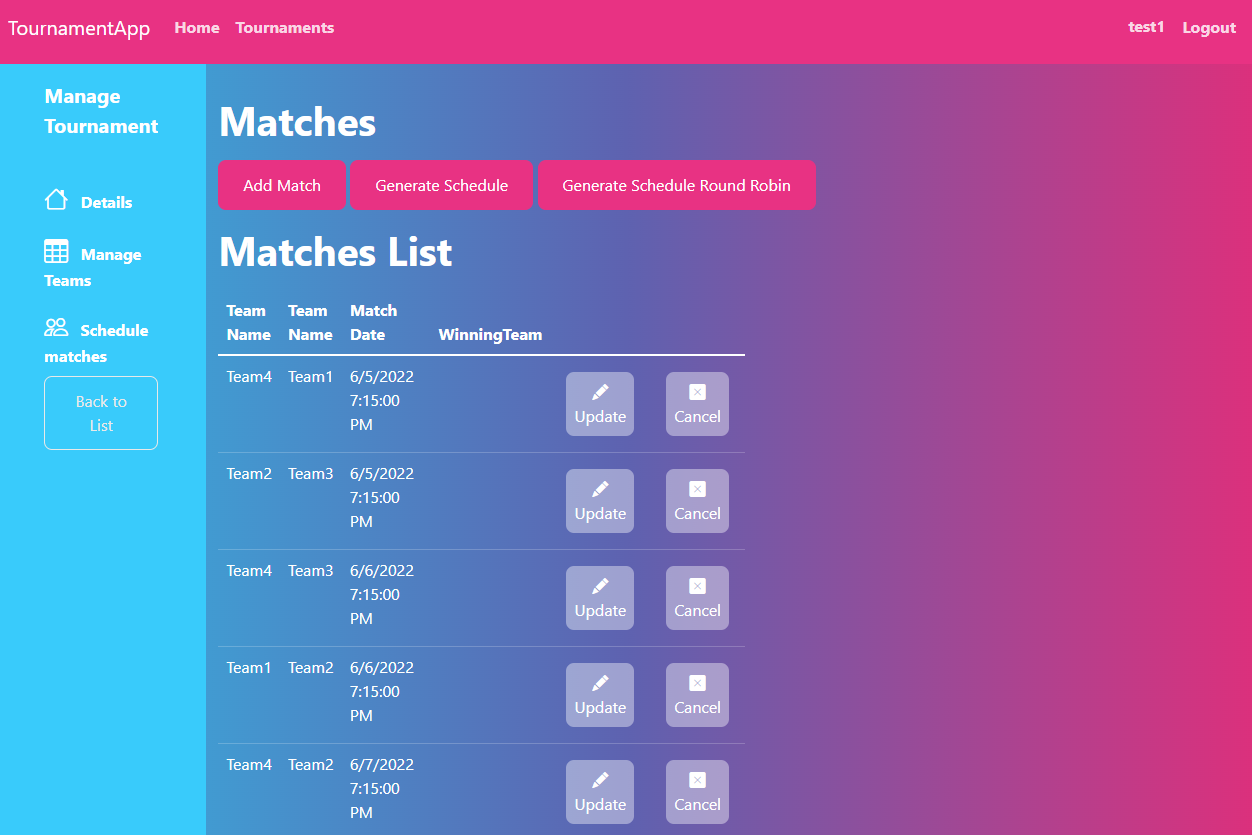 TournamentApp Home Tournaments test1 Logout
Manage
Tournament
Details
Manage
Teams
Schedule
matches
Back to
List
Matches
Add Match Generate Schedule Generate Schedule Round Robin
Matches List
Team Team Match
Name Name Date WinningTeam
Team4 Team1 6/5/2022
7:15:00
PM
Update Cancel
Team2 Team3 6/5/2022
7:15:00
PM
Update Cancel
Team4 Team3 6/6/2022
7:15:00
PM
Update Cancel
Team1 Team2 6/6/2022
7:15:00
PM
Update Cancel
Team4 Team2 6/7/2022
7:15:00
PM
Update Cancel